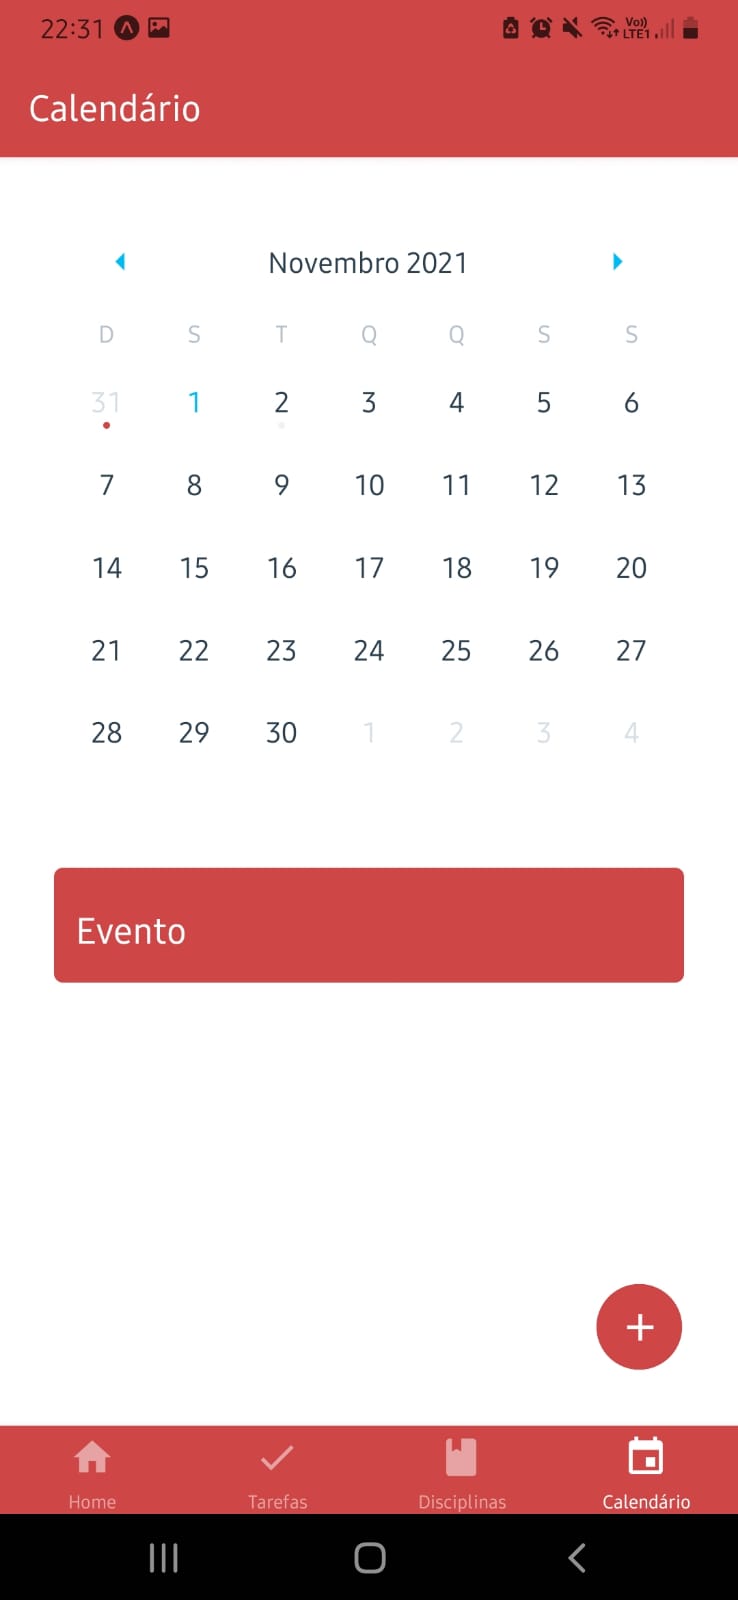 22:31 Vo)) LTE1
Calendário
Novembro 2021
D S T Q Q S S
31 1 2 3 4 5 6
7 8 9 10 11 12 13
14 15 16 17 18 19 20
21 22 23 24 25 26 27
28 29 30 1 2 3 4
Evento
+
Home Tarefas Disciplinas Calendário